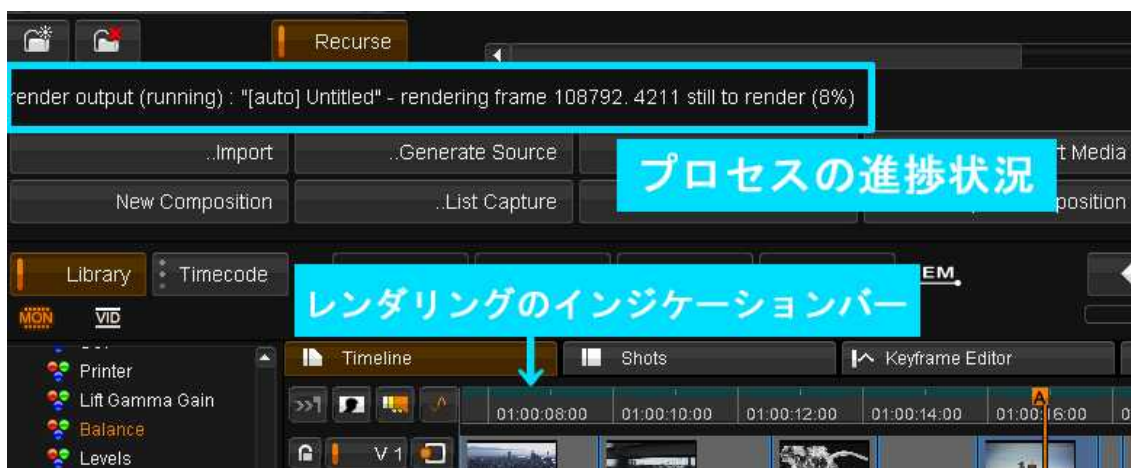 Recurse
render output (running) : "[auto] Untitled" - rendering frame 108792. 4211 still to render (8%)
..Import
..Generate Source
プロセスの進捗状況
New Composition
..List Capture
Library
Timecode
レンダリングのインジケーションバー
MON
VID
Printer
Timeline
Shots
Keyframe Editor
Lift Gamma Gain
Balance
Levels
01:00:08:00
01:00:10:00
01:00:12:00
01:00:14:00
01:00:16:00
A
V 1